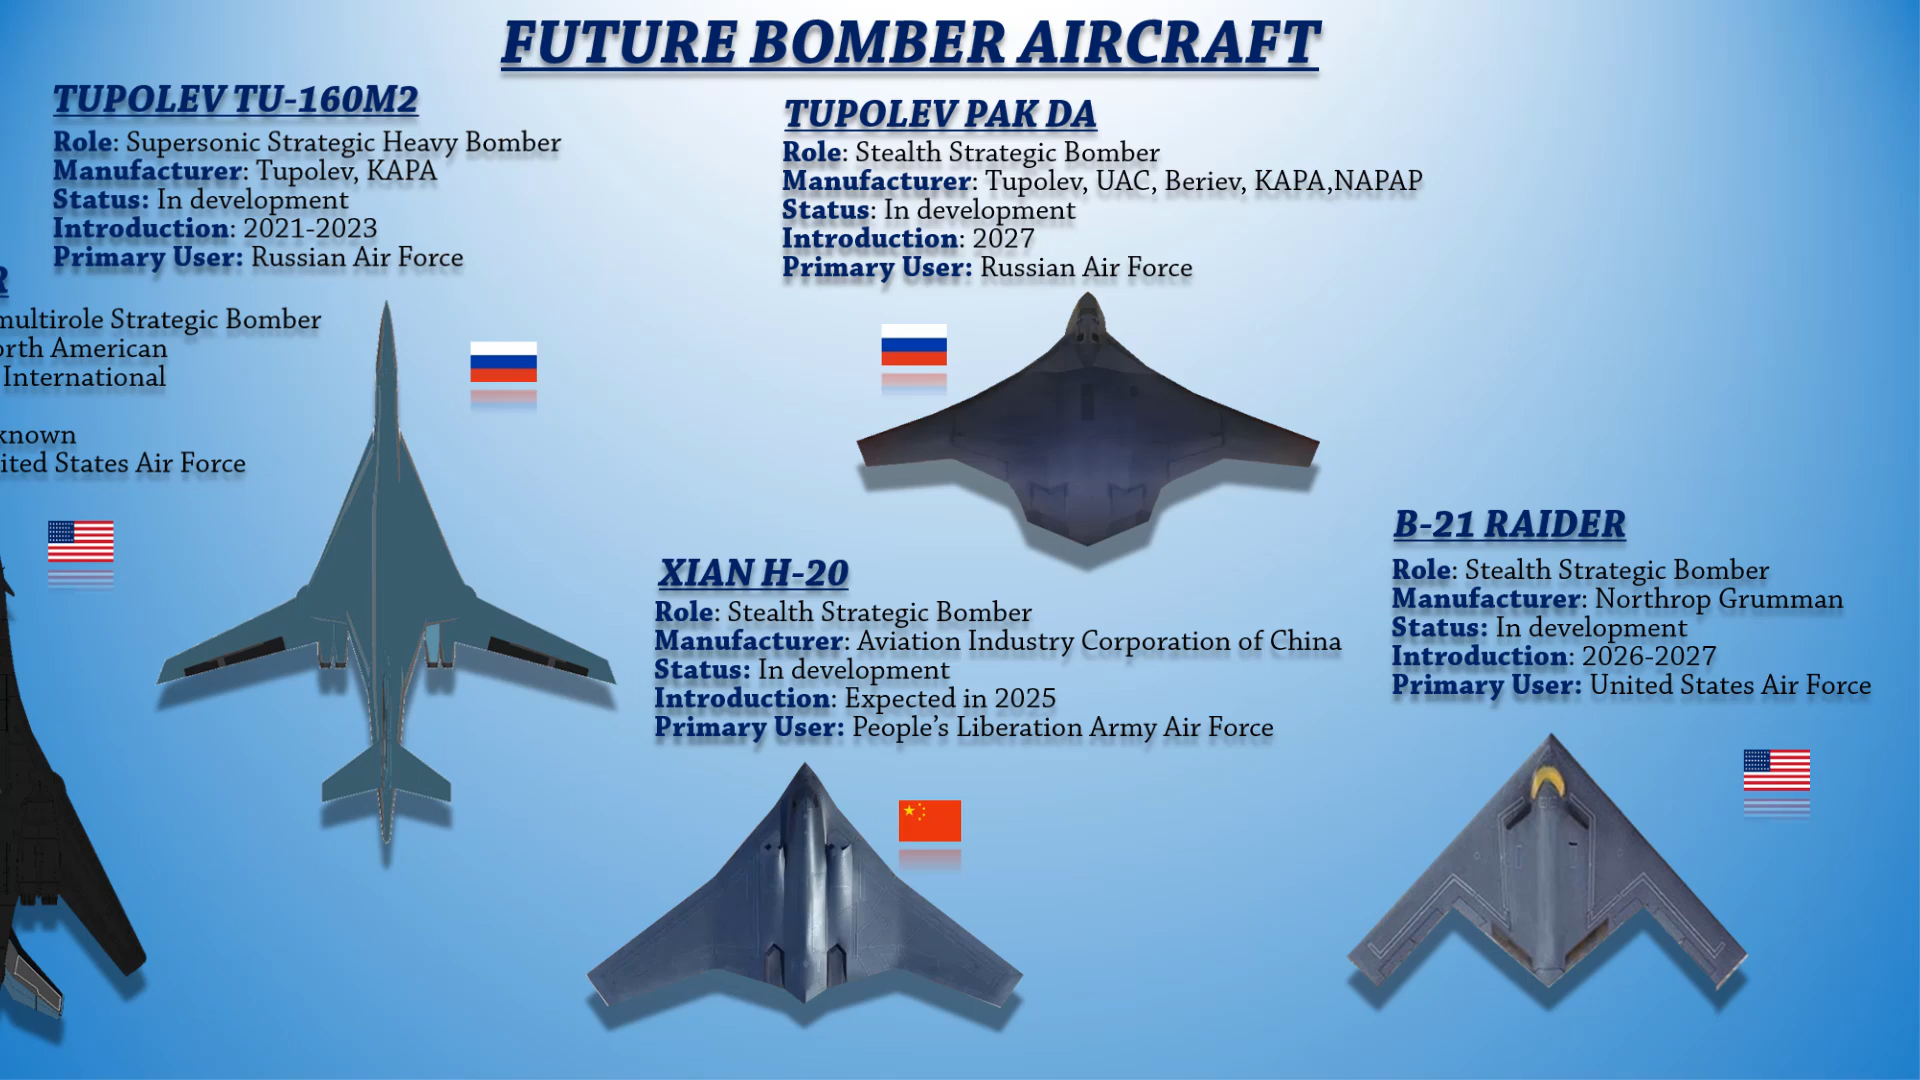 FUTURE BOMBER AIRCRAFT
TUPOLEV TU-160M2
Role: Supersonic Strategic Heavy Bomber
Manufacturer: Tupolev, KAPA
Status: In development
Introduction: 2021-2023
Primary User: Russian Air Force
R
multirole Strategic Bomber
orth American
International
known
ited States Air Force
TUPOLEV PAK DA
Role: Stealth Strategic Bomber
Manufacturer: Tupolev, UAC, Beriev, KAPA,NAPAP
Status: In development
Introduction: 2027
Primary User: Russian Air Force
XIAN H-20
Role: Stealth Strategic Bomber
Manufacturer: Aviation Industry Corporation of China
Status: In development
Introduction: Expected in 2025
Primary User: People’s Liberation Army Air Force
B-21 RAIDER
Role: Stealth Strategic Bomber
Manufacturer: Northrop Grumman
Status: In development
Introduction: 2026-2027
Primary User: United States Air Force